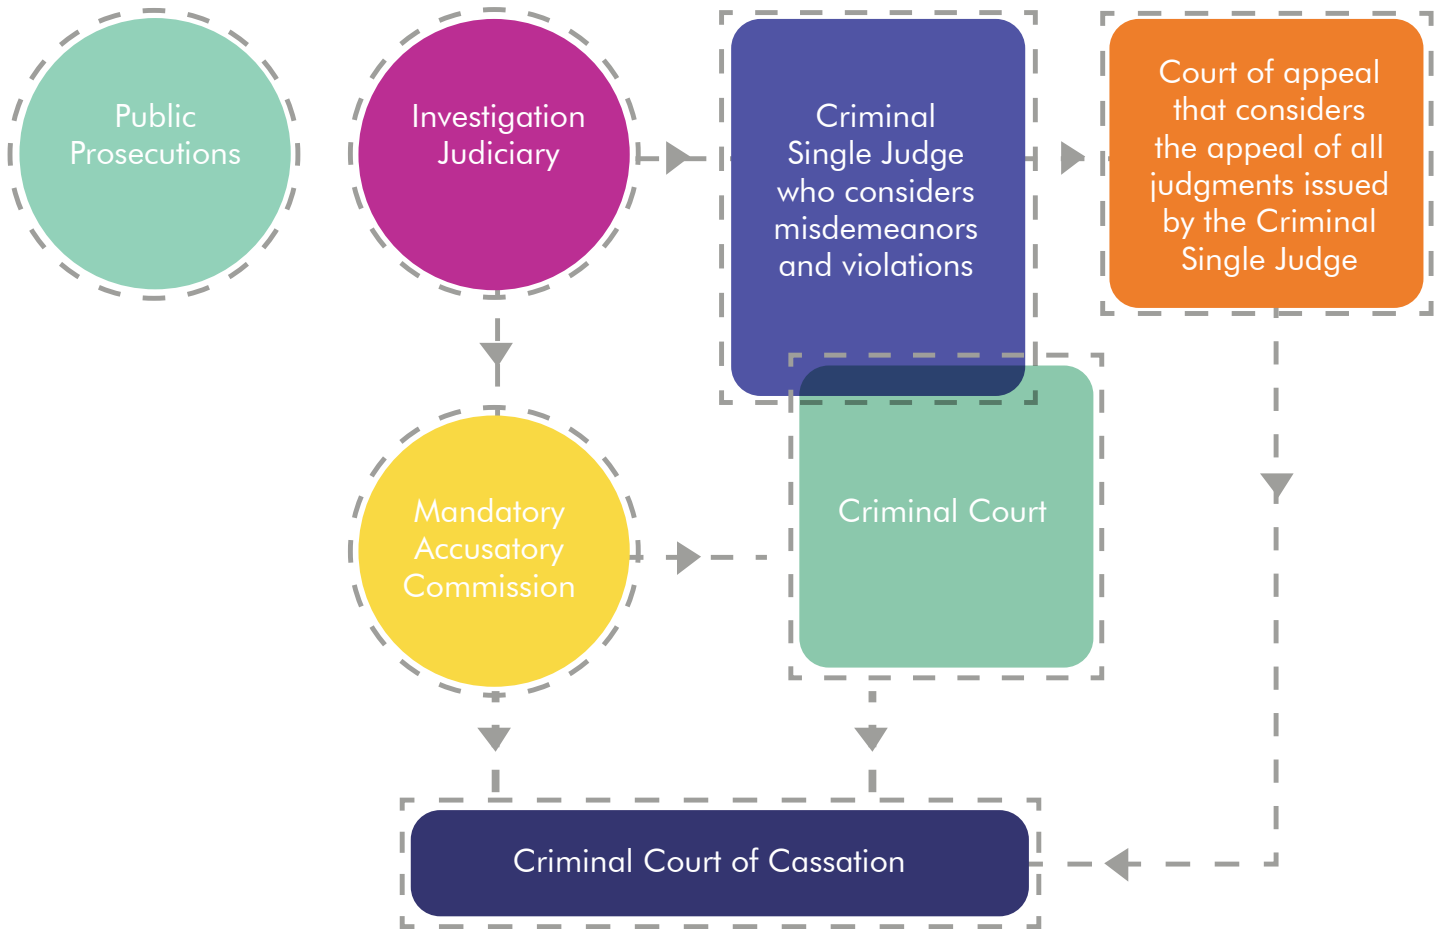 Public
Prosecutions
Investigation
Judiciary
Criminal
Single Judge
who considers
misdemeanors
and violations
Court of appeal
that considers
the appeal of all
judgments issued
by the Criminal
Single Judge
Mandatory
Accusatory
Commission
Criminal Court
Criminal Court of Cassation